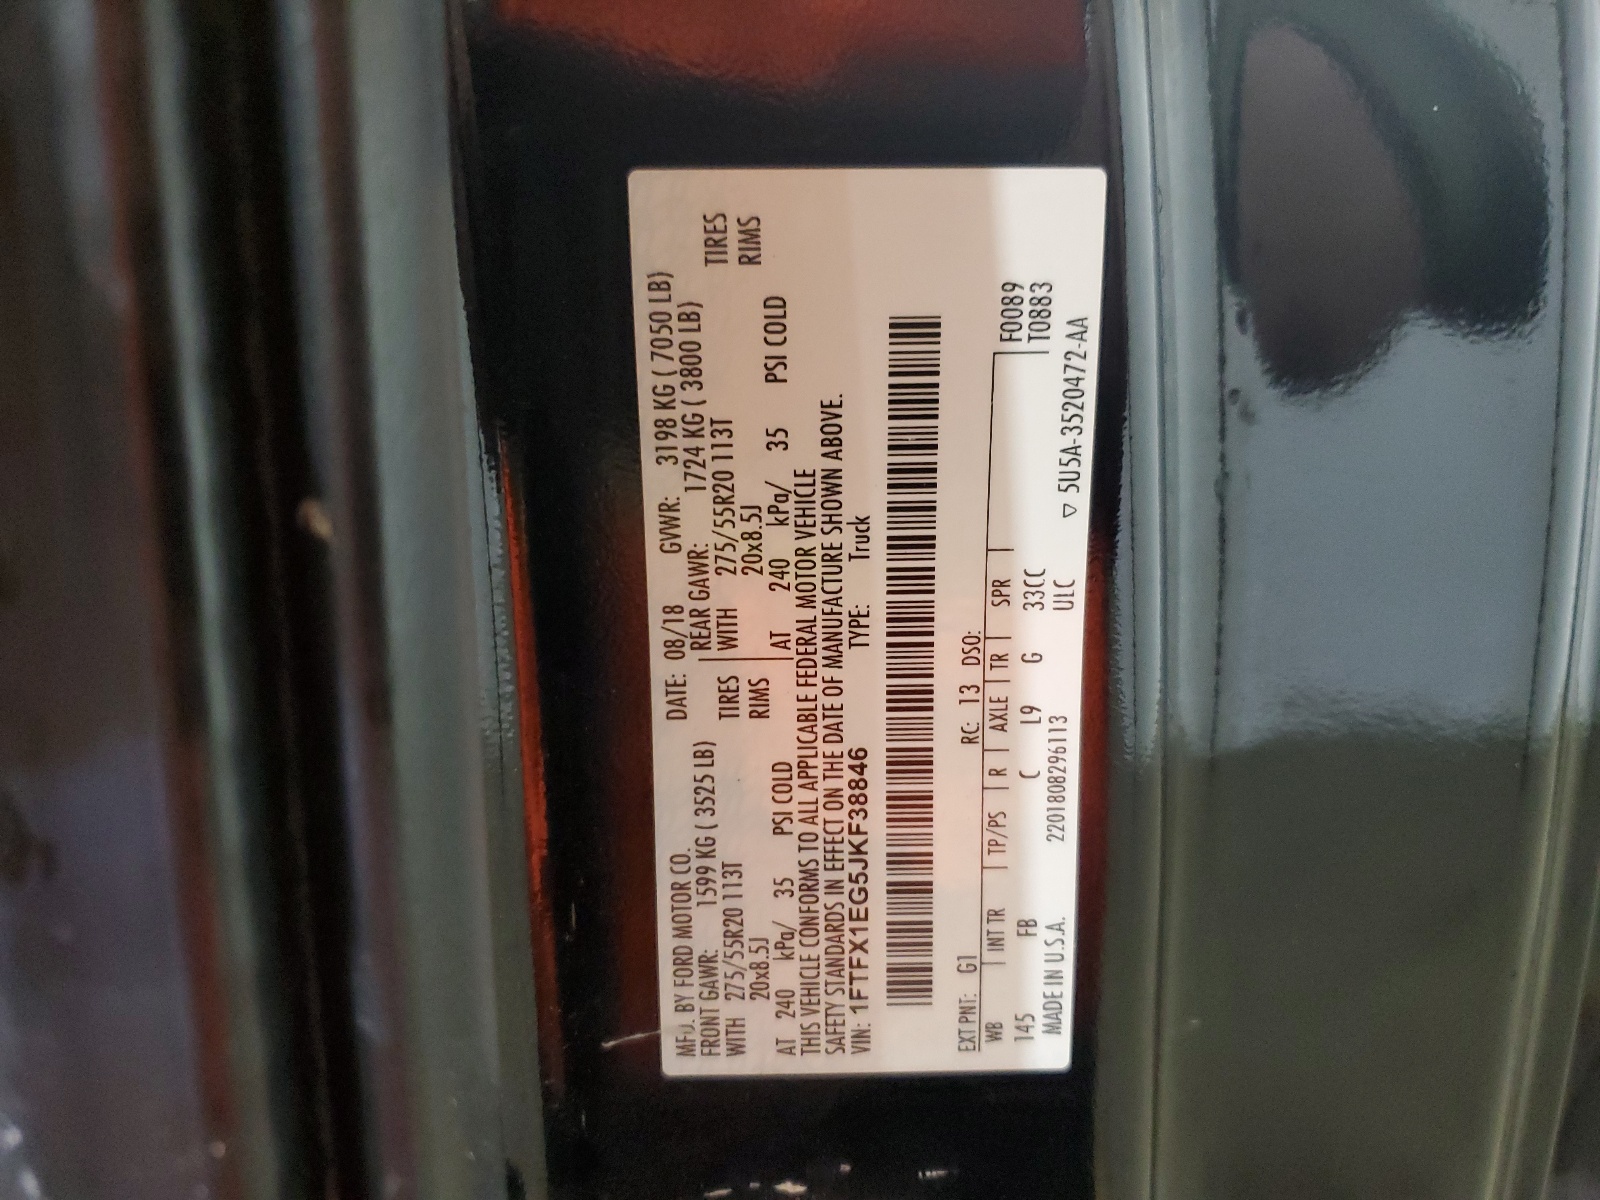 MFD. BY FORD MOTOR CO. DATE: 08/18 GVWR: 3198 KG ( 7050 LB)
FRONT GAWR: 1599 KG ( 3525 LB) REAR GAWR: 1724 KG ( 3800 LB)
WITH 275/55R20 113T TIRES WITH 275/55R20 113T TIRES
20x8.5J RIMS 20x8.5J RIMS
AT 240 kPa/ 35 PSI COLD AT 240 kPa/ 35 PSI COLD
THIS VEHICLE CONFORMS TO ALL APPLICABLE FEDERAL MOTOR VEHICLE
SAFETY STANDARDS IN EFFECT ON THE DATE OF MANUFACTURE SHOWN ABOVE.
VIN: 1FTFX1EG5JKF38846 TYPE: Truck
EXT PNT: G1 RC: 13 DSO:
WB INT TR TP/PS R AXLE TR SPR F0089
145 FB C L9 G 33CC T0883
MADE IN U.S.A. 2201808296113 ULC ▽ 5U5A-3520472-AA